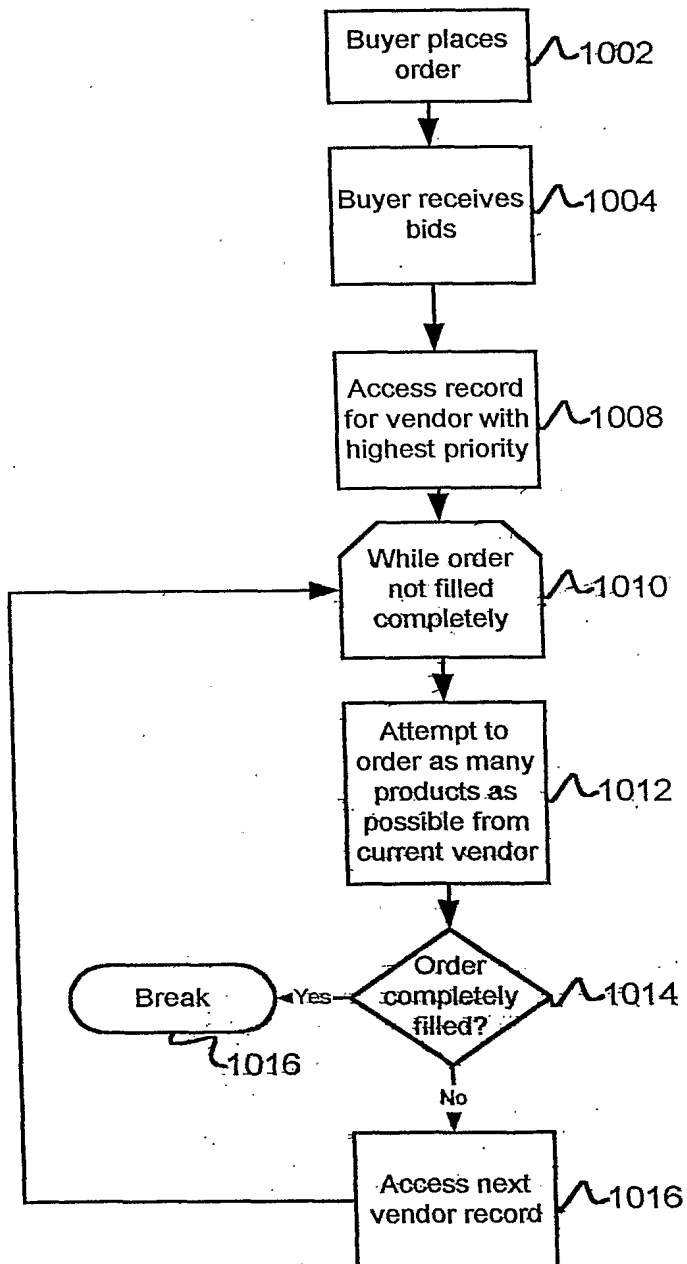 Buyer places
order
1002
Buyer receives
bids
1004
Access record
for vendor with
highest priority
1008
While order
not filled
completely
1010
Attempt to
order as many
products as
possible from
current vendor
1012
Order
completely
filled?
1014
Yes
Break
1016
No
Access next
vendor record
1016